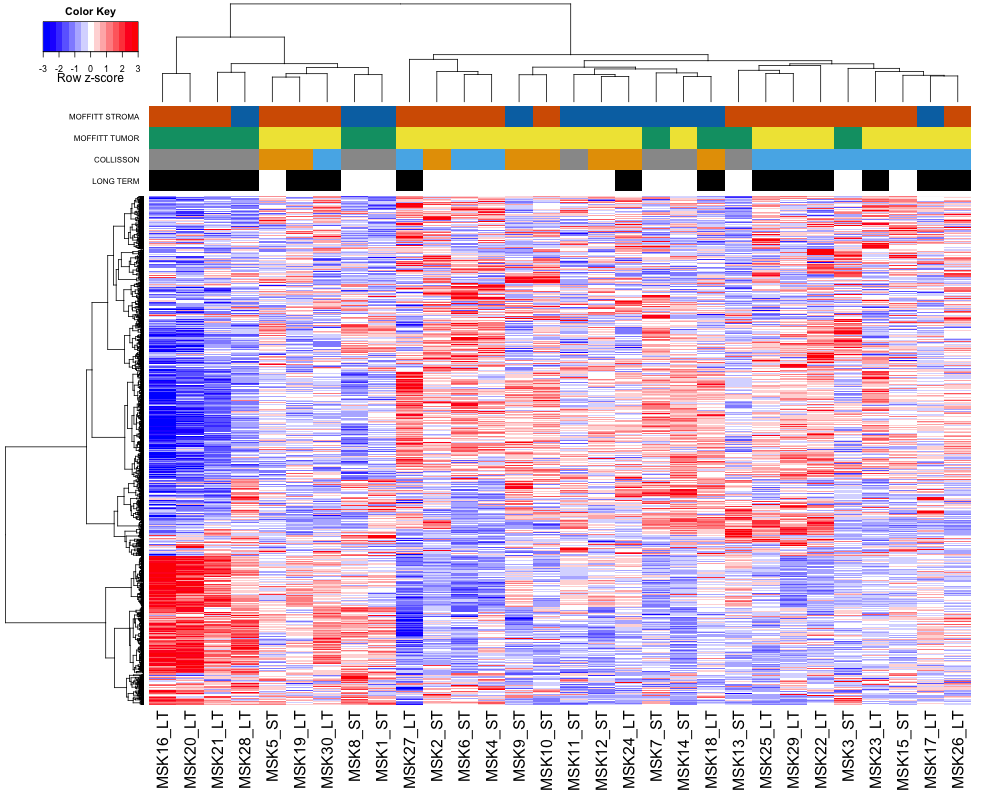 Color Key
-3 -2 -1 0 1 2 3
Row z-score
MOFFITT STROMA
MOFFITT TUMOR
COLLISSON
LONG TERM
MSK16_LT
MSK20_LT
MSK21_LT
MSK28_LT
MSK5_ST
MSK19_LT
MSK30_LT
MSK8_ST
MSK1_ST
MSK27_LT
MSK2_ST
MSK6_ST
MSK4_ST
MSK9_ST
MSK10_ST
MSK11_ST
MSK12_ST
MSK24_LT
MSK7_ST
MSK14_ST
MSK18_LT
MSK13_ST
MSK25_LT
MSK29_LT
MSK22_LT
MSK3_ST
MSK23_LT
MSK15_ST
MSK17_LT
MSK26_LT